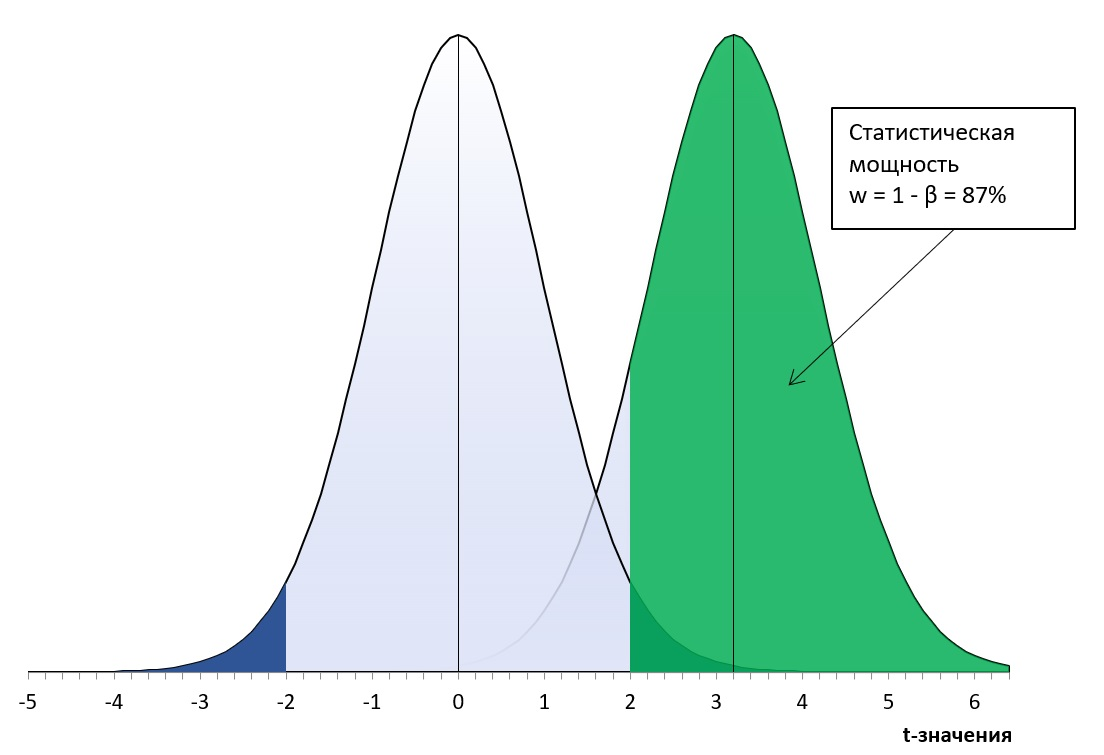 Статистическая
мощность
w = 1 - β = 87%
-5 -4 -3 -2 -1 0 1 2 3 4 5 6
t-значения